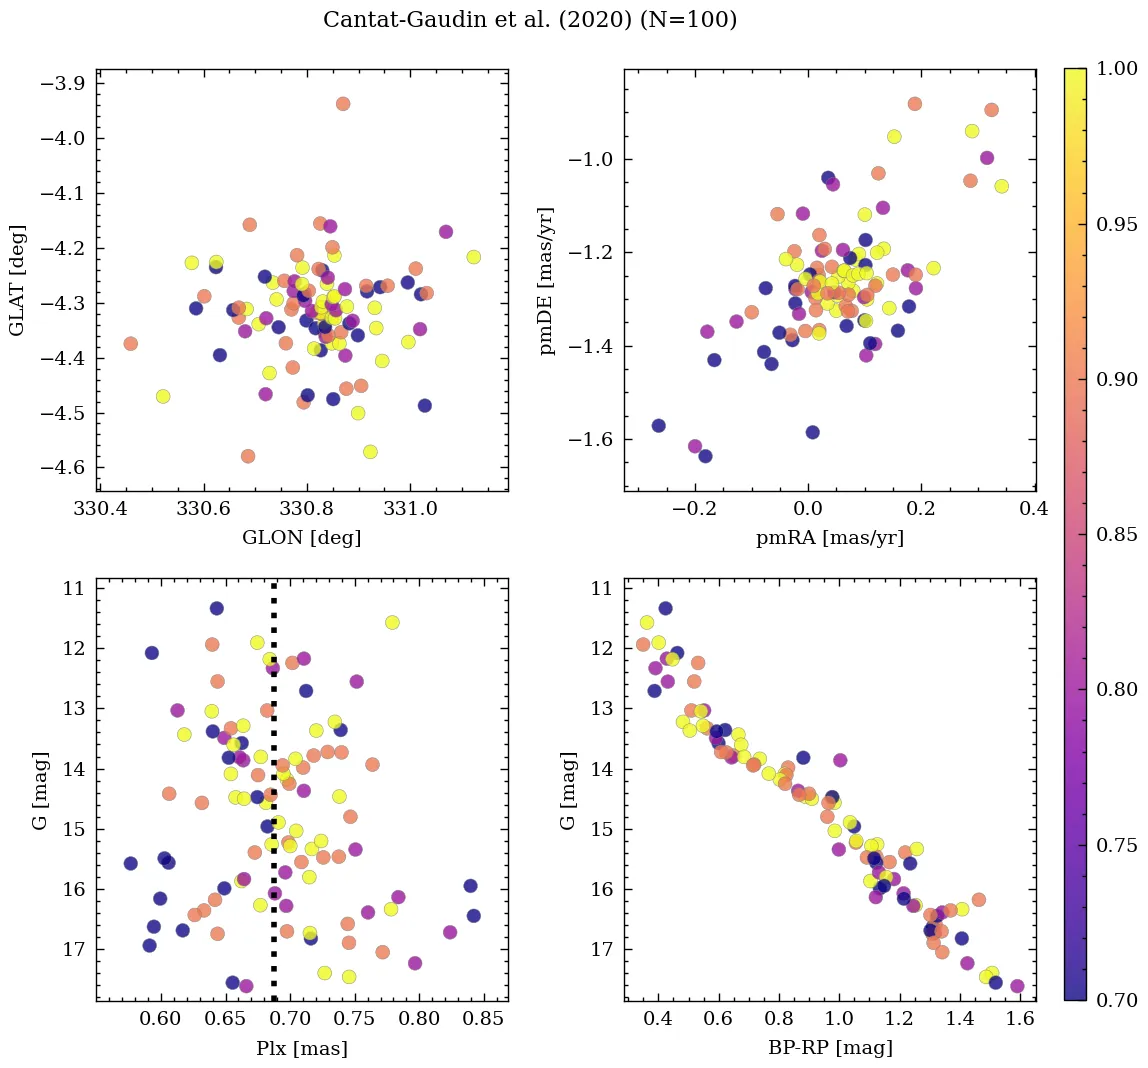 Cantat-Gaudin et al. (2020) (N=100)
−3.9
−4.0
−4.1
−4.2
−4.3
−4.4
−4.5
−4.6
GLAT [deg]
330.4 330.6 330.8 331.0
GLON [deg]
−1.0
−1.2
−1.4
−1.6
pmDE [mas/yr]
−0.2 0.0 0.2 0.4
pmRA [mas/yr]
11
12
13
14
15
16
17
G [mag]
0.60 0.65 0.70 0.75 0.80 0.85
Plx [mas]
11
12
13
14
15
16
17
G [mag]
0.4 0.6 0.8 1.0 1.2 1.4 1.6
BP-RP [mag]
1.00
0.95
0.90
0.85
0.80
0.75
0.70